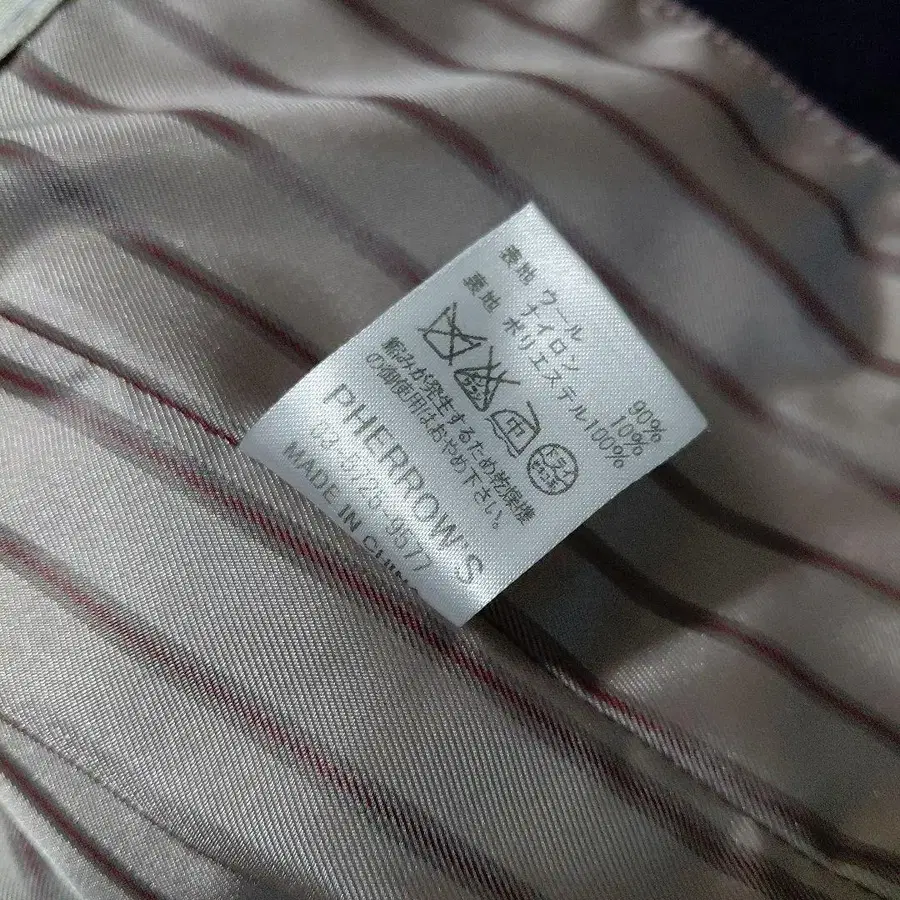 表地 ウール 90%
ナイロン 10%
裏地 ポリエステル100%
縮みが発生するため乾燥機
の御使用はおやめ下さい。
PHERROW'S
03-5725-9577
MADE IN CHINA